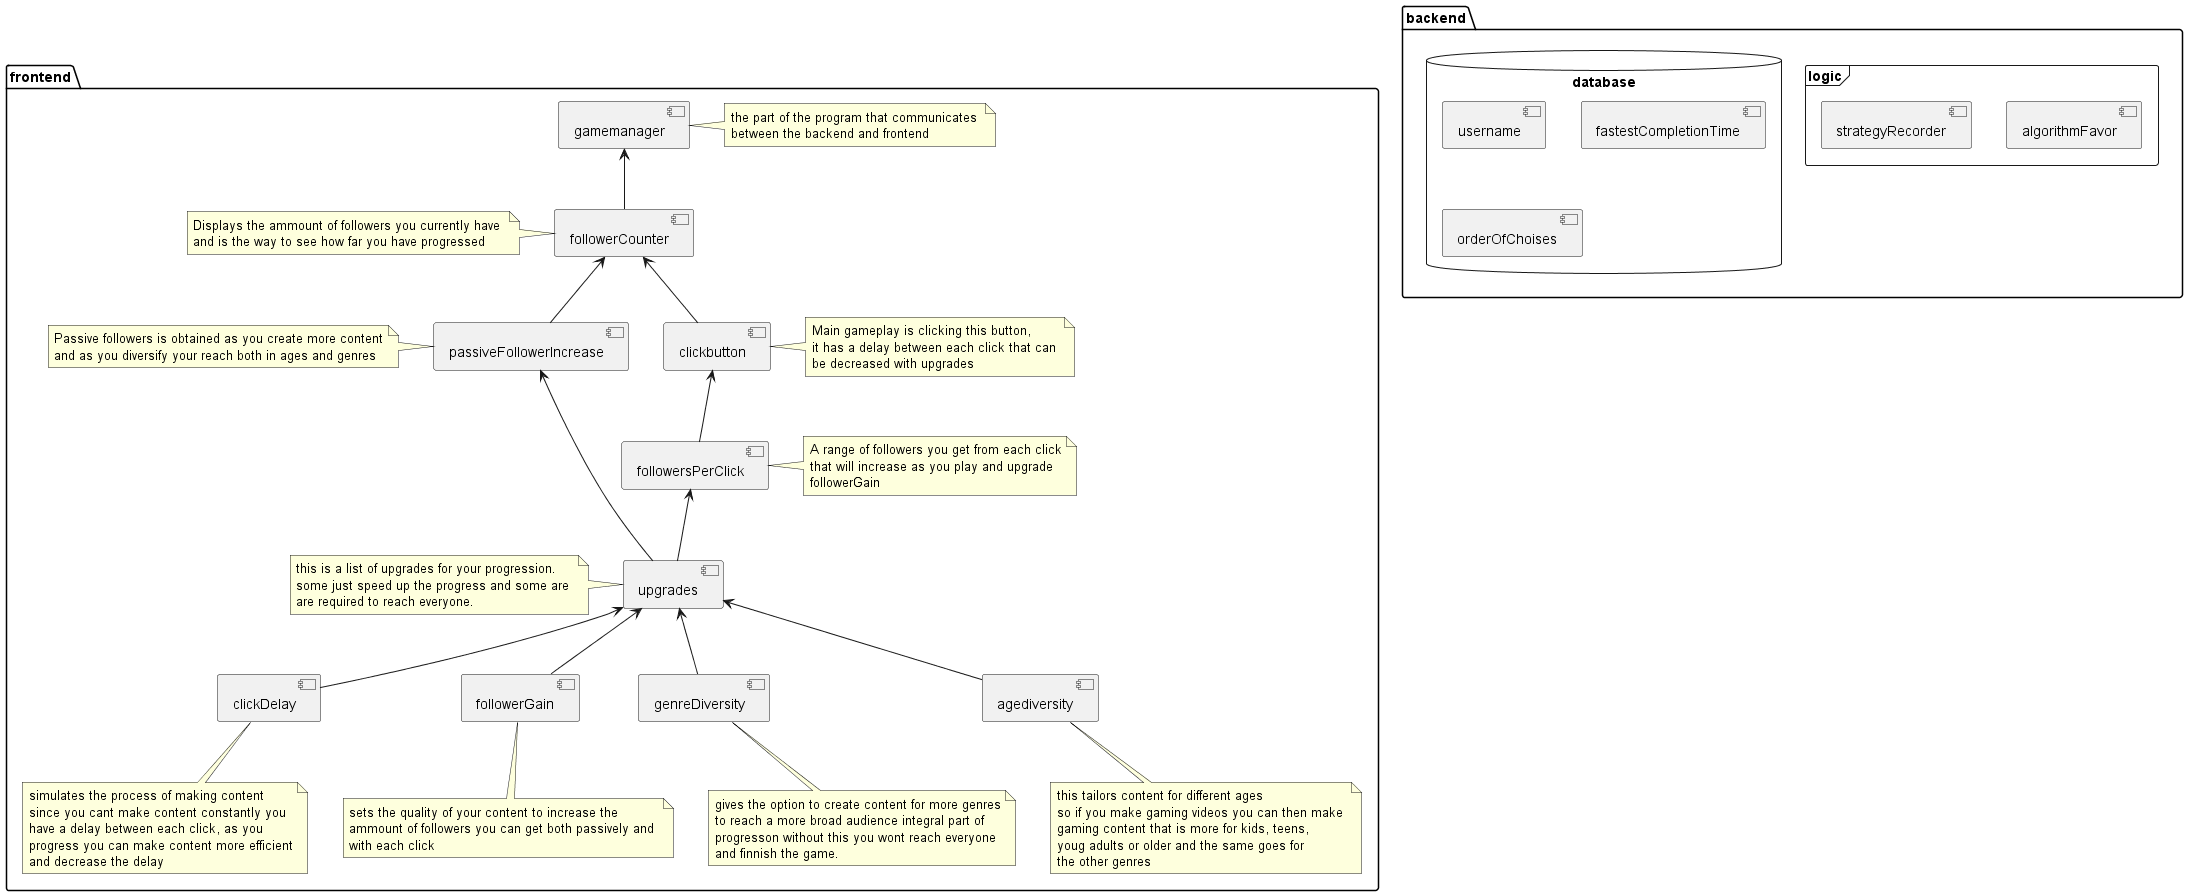 backend
frontend
database
logic
username
fastestCompletionTime
strategyRecorder
algorithmFavor
orderOfChoises
gamemanager
the part of the program that communicates
between the backend and frontend
Displays the ammount of followers you currently have
and is the way to see how far you have progressed
followerCounter
Passive followers is obtained as you create more content
and as you diversify your reach both in ages and genres
passiveFollowerIncrease
clickbutton
Main gameplay is clicking this button,
it has a delay between each click that can
be decreased with upgrades
followersPerClick
A range of followers you get from each click
that will increase as you play and upgrade
followerGain
this is a list of upgrades for your progression.
some just speed up the progress and some are
are required to reach everyone.
upgrades
clickDelay
followerGain
genreDiversity
agediversity
simulates the process of making content
since you cant make content constantly you
have a delay between each click, as you
progress you can make content more efficient
and decrease the delay
sets the quality of your content to increase the
ammount of followers you can get both passively and
with each click
gives the option to create content for more genres
to reach a more broad audience integral part of
progresson without this you wont reach everyone
and finnish the game.
this tailors content for different ages
so if you make gaming videos you can then make
gaming content that is more for kids, teens,
youg adults or older and the same goes for
the other genres